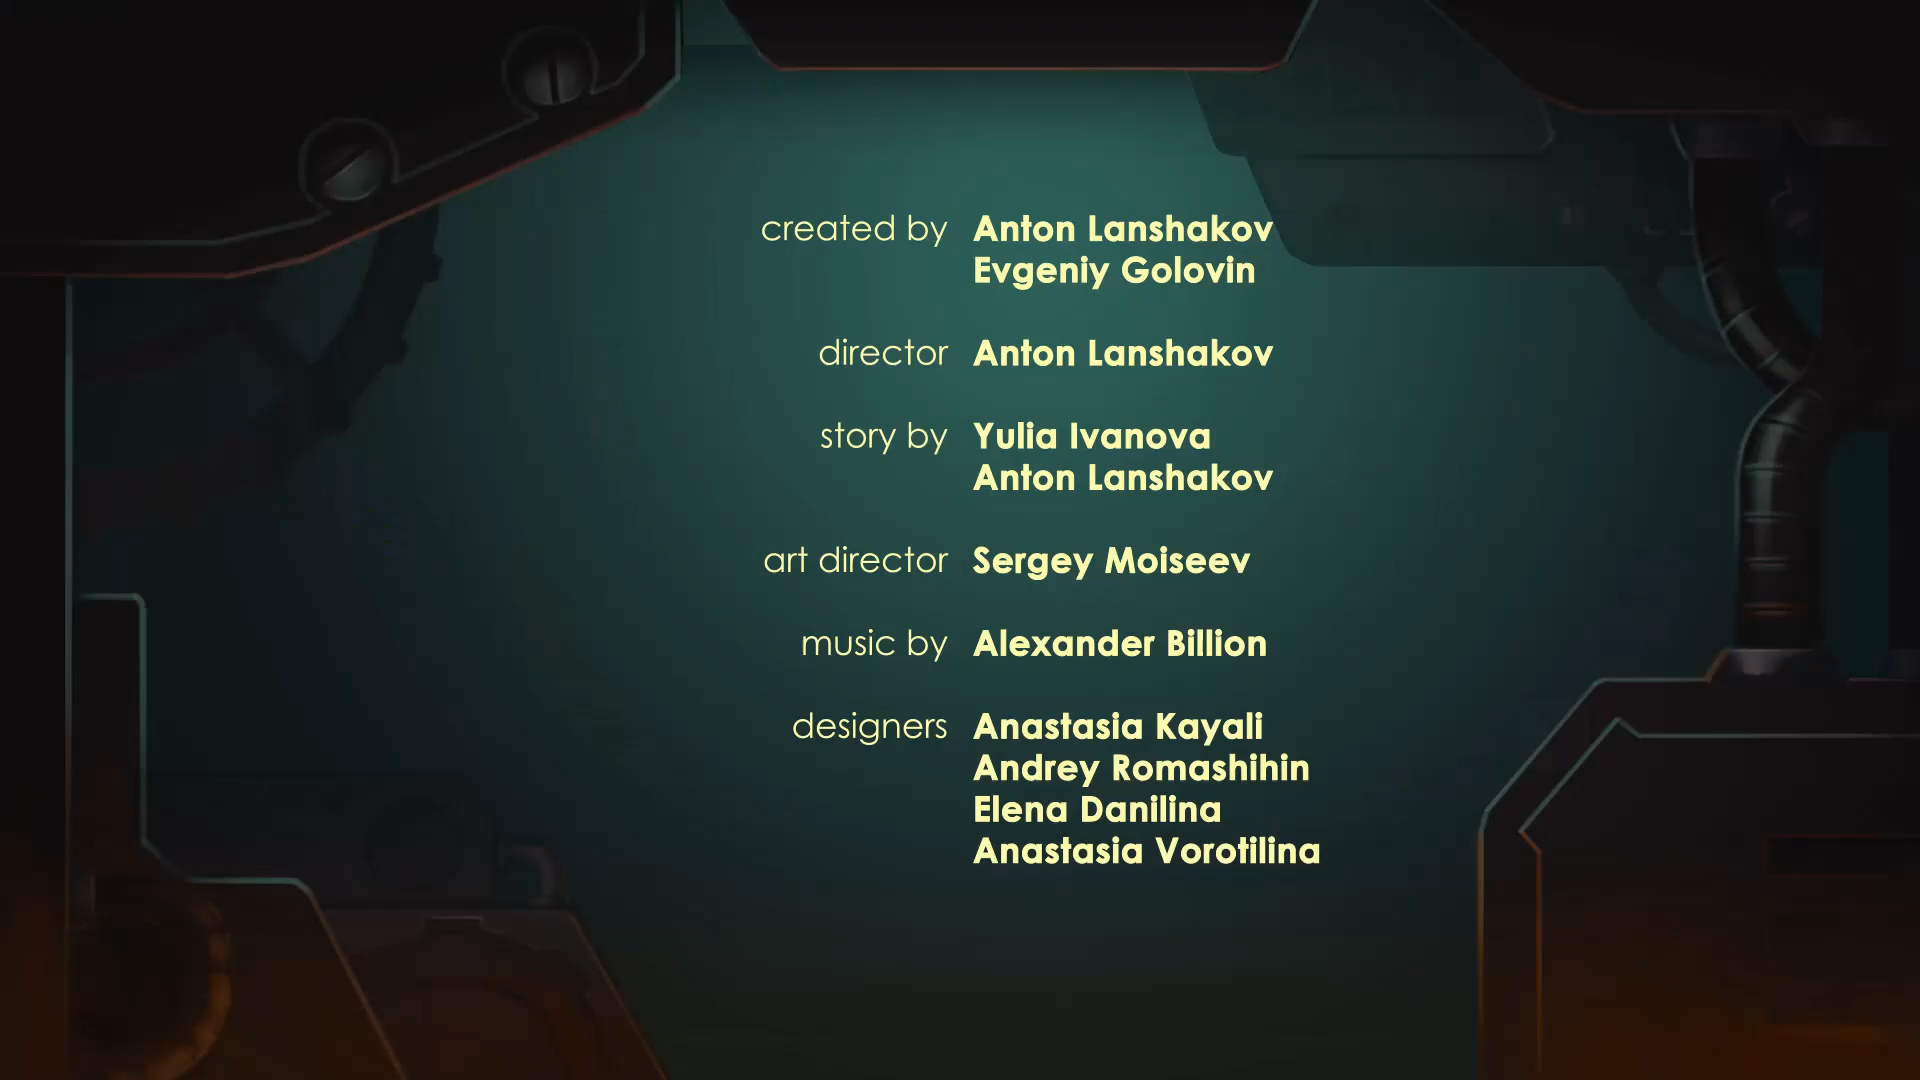 created by Anton Lanshakov
Evgeniy Golovin
director Anton Lanshakov
story by Yulia Ivanova
Anton Lanshakov
art director Sergey Moiseev
music by Alexander Billion
designers Anastasia Kayali
Andrey Romashihin
Elena Danilina
Anastasia Vorotilina